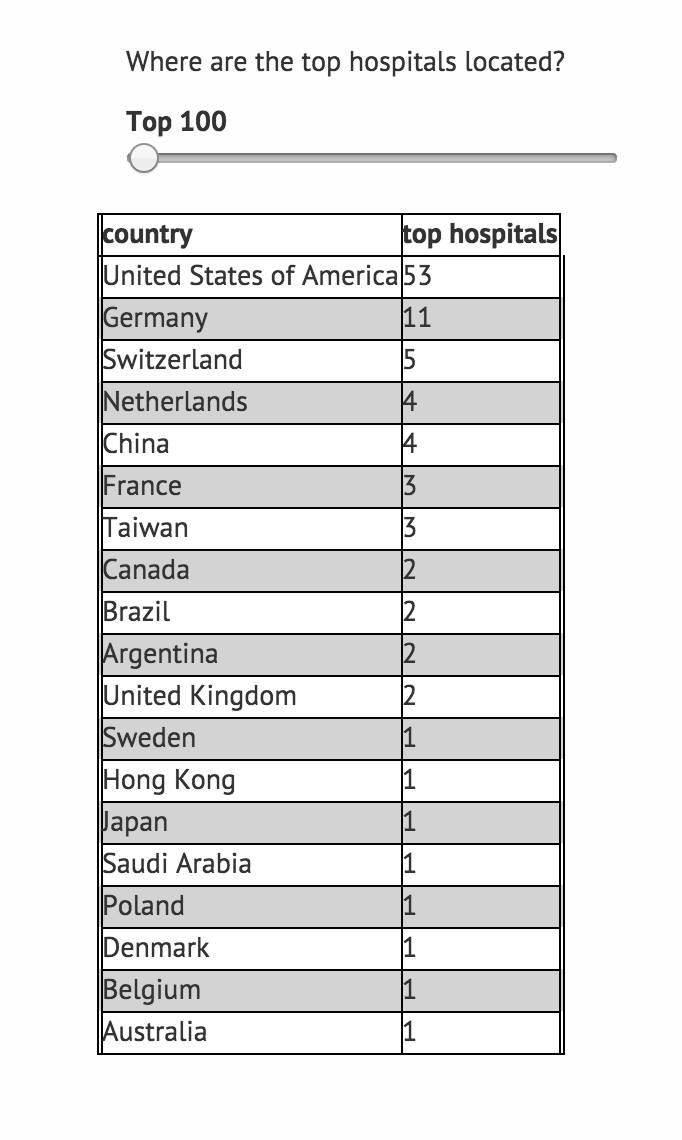 Where are the top hospitals located?
Top 100
country top hospitals
United States of America 53
Germany 11
Switzerland 5
Netherlands 4
China 4
France 3
Taiwan 3
Canada 2
Brazil 2
Argentina 2
United Kingdom 2
Sweden 1
Hong Kong 1
Japan 1
Saudi Arabia 1
Poland 1
Denmark 1
Belgium 1
Australia 1